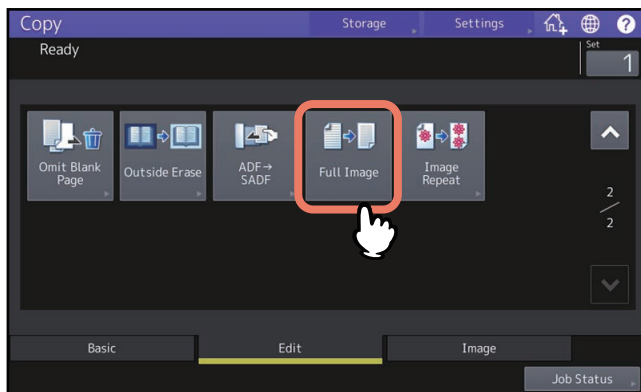 Copy
Storage
Settings
?
Ready
Set
1
Omit Blank
Page
Outside Erase
ADF→
SADF
Full Image
Image
Repeat
2
2
Basic
Edit
Image
Job Status